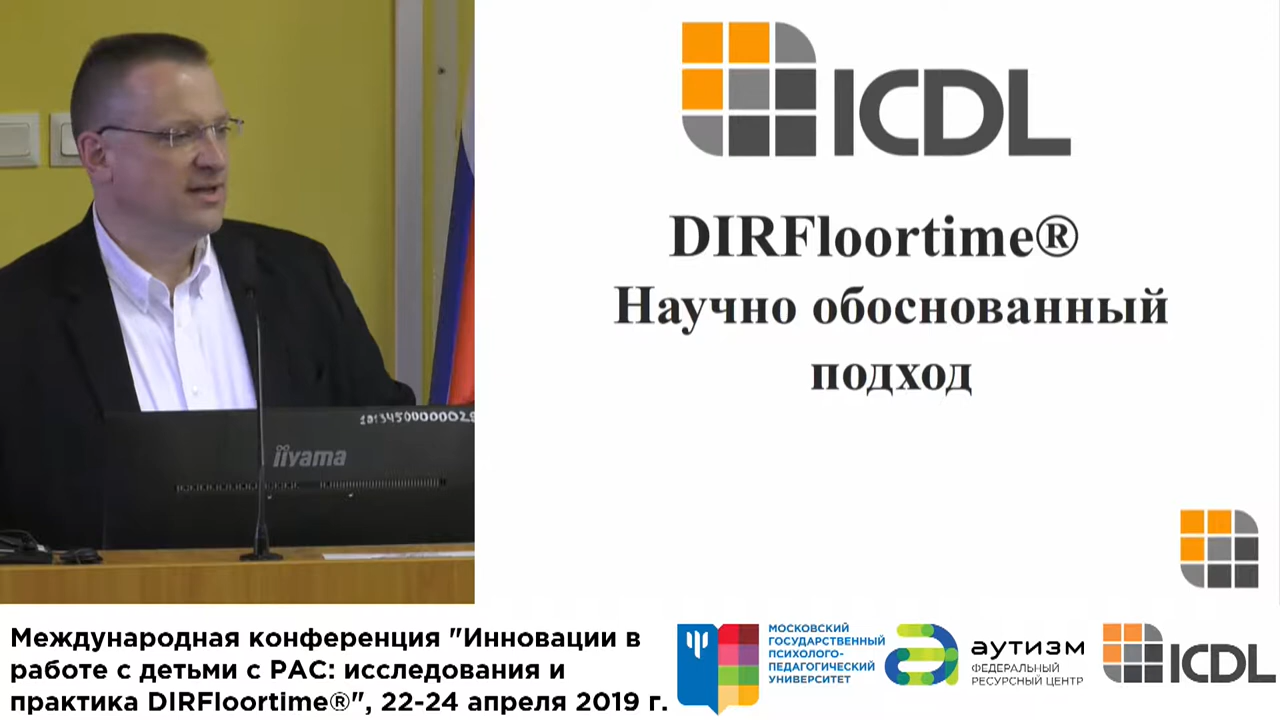 ICDL
DIRFloortime®
Научно обоснованный
подход
iiyama
Международная конференция "Инновации в
работе с детьми с РАС: исследования и
практика DIRFloortime®", 22-24 апреля 2019 г.
МОСКОВСКИЙ
ГОСУДАРСТВЕННЫЙ
ПСИХОЛОГО-
ПЕДАГОГИЧЕСКИЙ
УНИВЕРСИТЕТ
аутизм
ФЕДЕРАЛЬНЫЙ
РЕСУРСНЫЙ ЦЕНТР
ICDL